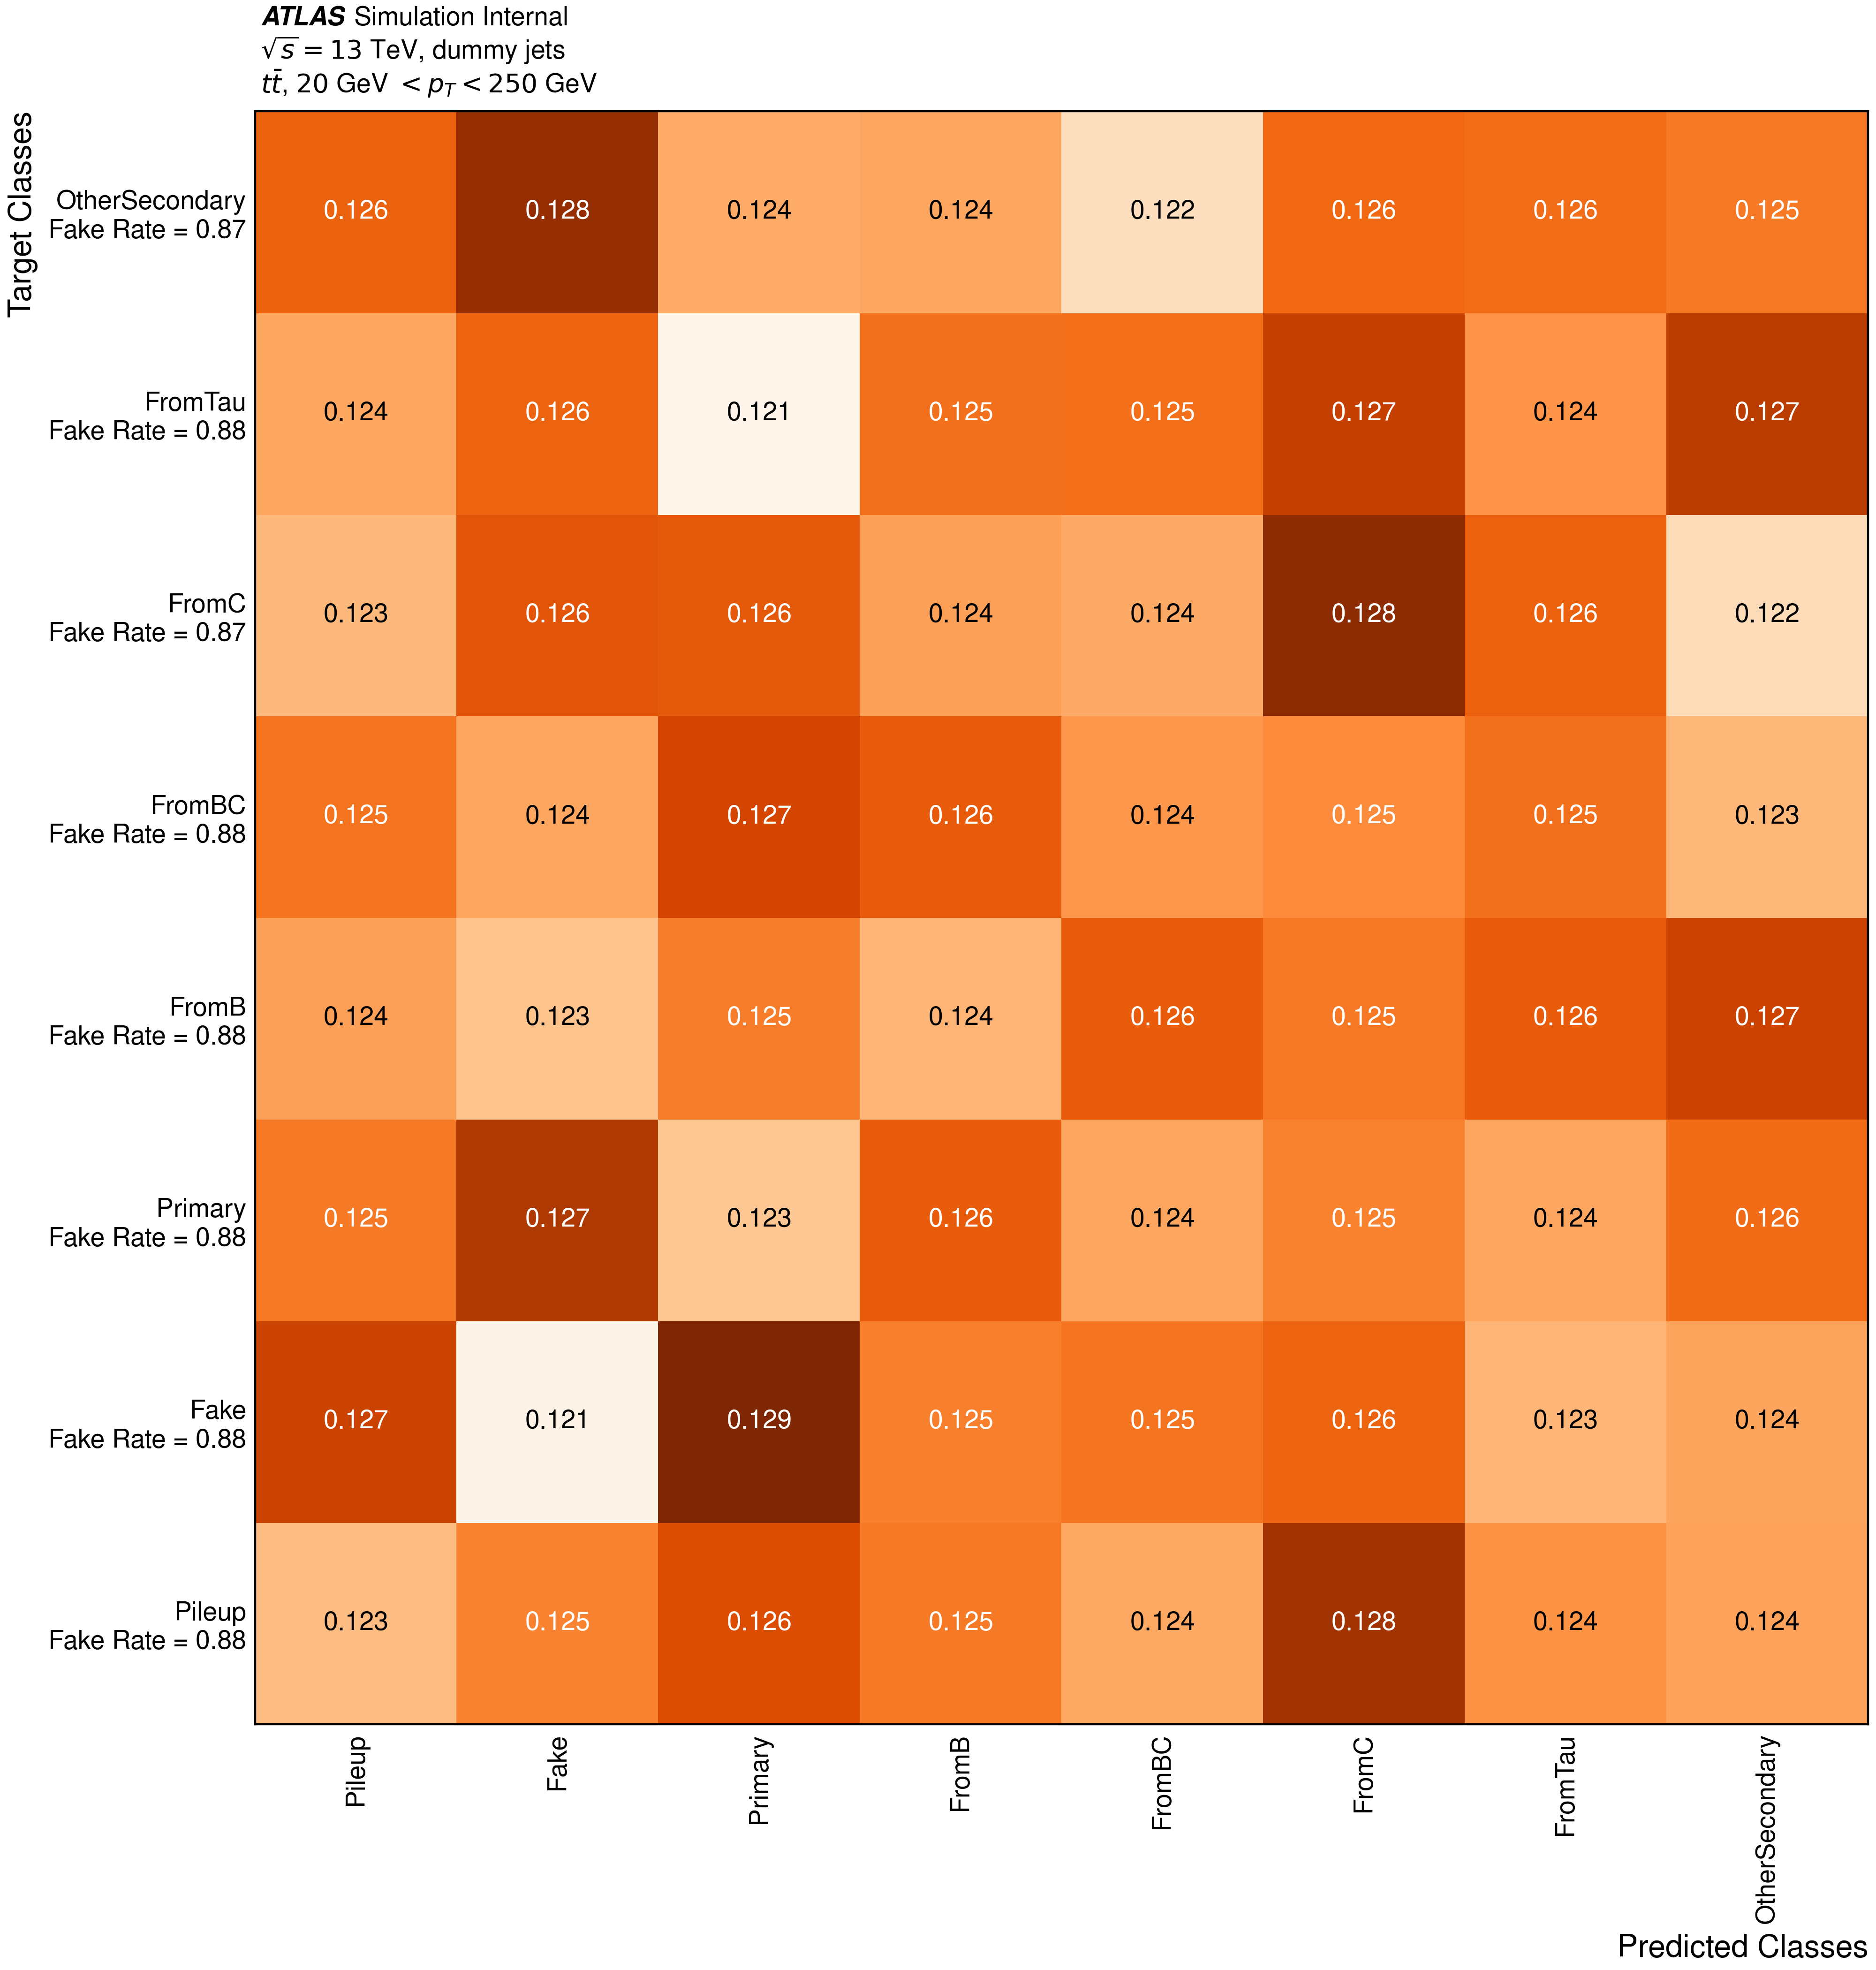 ATLAS Simulation Internal
√s = 13 TeV, dummy jets
tt̄, 20 GeV < pT < 250 GeV
Target Classes
OtherSecondary
Fake Rate = 0.87
0.126 0.128 0.124 0.124 0.122 0.126 0.126 0.125
FromTau
Fake Rate = 0.88
0.124 0.126 0.121 0.125 0.125 0.127 0.124 0.127
FromC
Fake Rate = 0.87
0.123 0.126 0.126 0.124 0.124 0.128 0.126 0.122
FromBC
Fake Rate = 0.88
0.125 0.124 0.127 0.126 0.124 0.125 0.125 0.123
FromB
Fake Rate = 0.88
0.124 0.123 0.125 0.124 0.126 0.125 0.126 0.127
Primary
Fake Rate = 0.88
0.125 0.127 0.123 0.126 0.124 0.125 0.124 0.126
Fake
Fake Rate = 0.88
0.127 0.121 0.129 0.125 0.125 0.126 0.123 0.124
Pileup
Fake Rate = 0.88
0.123 0.125 0.126 0.125 0.124 0.128 0.124 0.124
Pileup
Fake
Primary
FromB
FromBC
FromC
FromTau
OtherSecondary
Predicted Classes